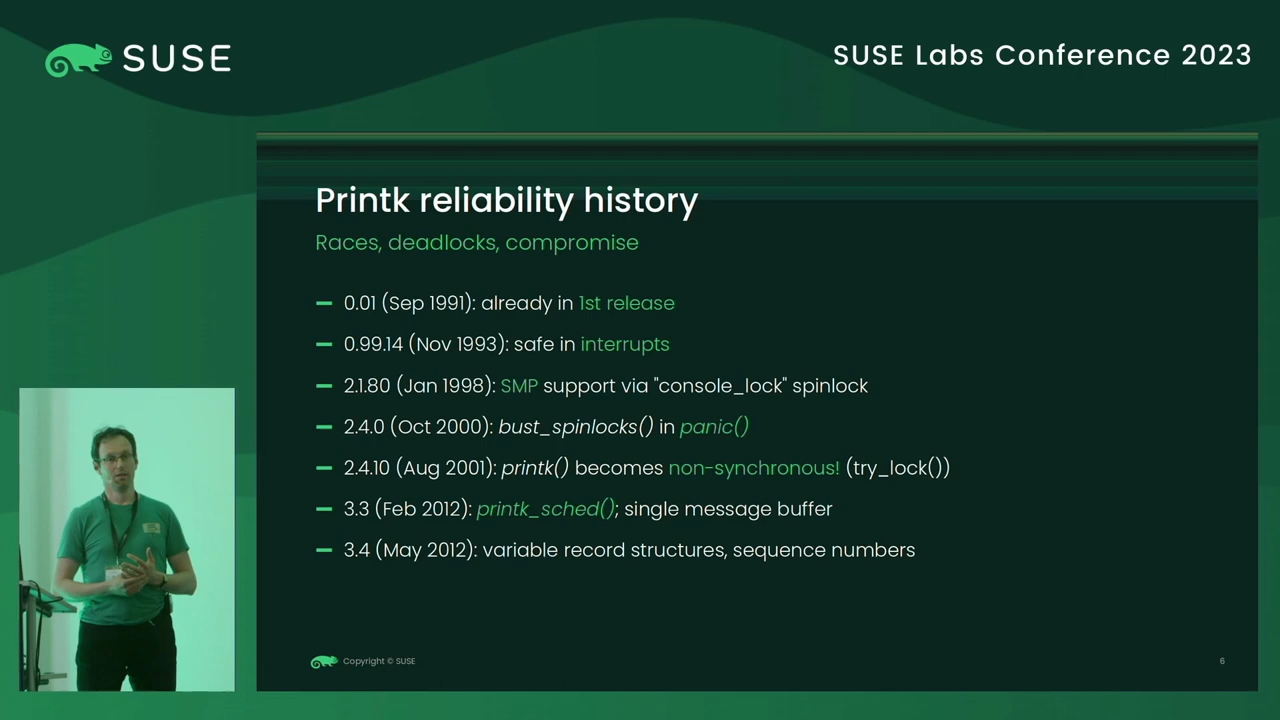 SUSE
SUSE Labs Conference 2023
Printk reliability history
Races, deadlocks, compromise
0.01 (Sep 1991): already in 1st release
0.99.14 (Nov 1993): safe in interrupts
2.1.80 (Jan 1998): SMP support via "console_lock" spinlock
2.4.0 (Oct 2000): bust_spinlocks() in panic()
2.4.10 (Aug 2001): printk() becomes non-synchronous! (try_lock())
3.3 (Feb 2012): printk_sched(); single message buffer
3.4 (May 2012): variable record structures, sequence numbers
Copyright © SUSE
6